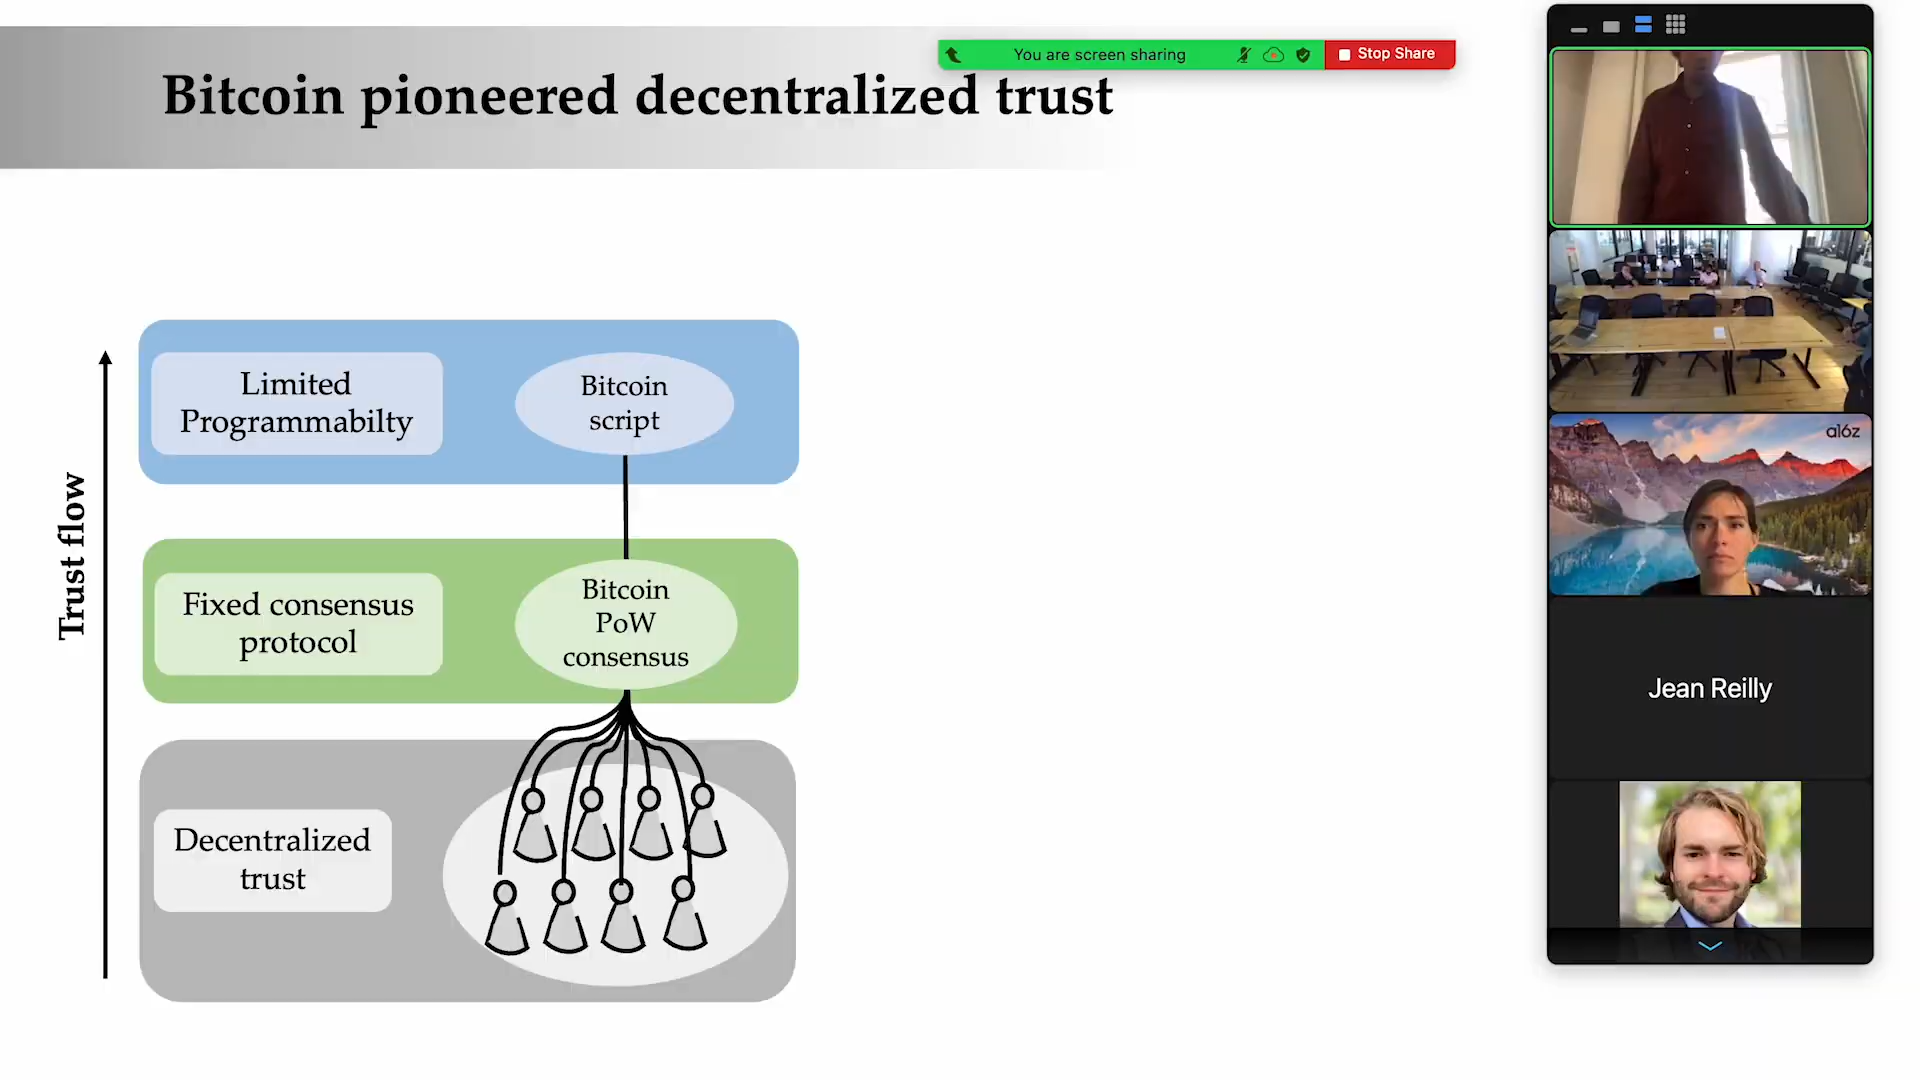 You are screen sharing
Stop Share
Bitcoin pioneered decentralized trust
Limited
Programmabilty
Bitcoin
script
Trust flow
Fixed consensus
protocol
Bitcoin
PoW
consensus
Decentralized
trust
a16z
Jean Reilly